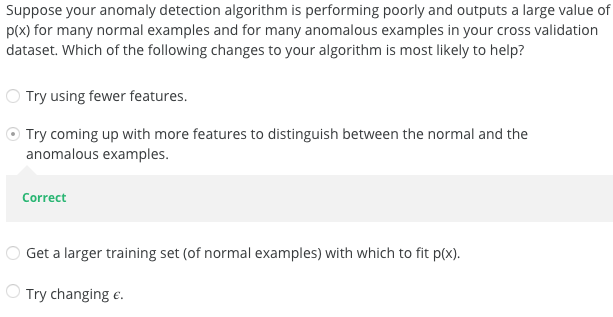 Suppose your anomaly detection algorithm is performing poorly and outputs a large value of
p(x) for many normal examples and for many anomalous examples in your cross validation
dataset. Which of the following changes to your algorithm is most likely to help?
Try using fewer features.
Try coming up with more features to distinguish between the normal and the
anomalous examples.
Correct
Get a larger training set (of normal examples) with which to fit p(x).
Try changing ϵ.